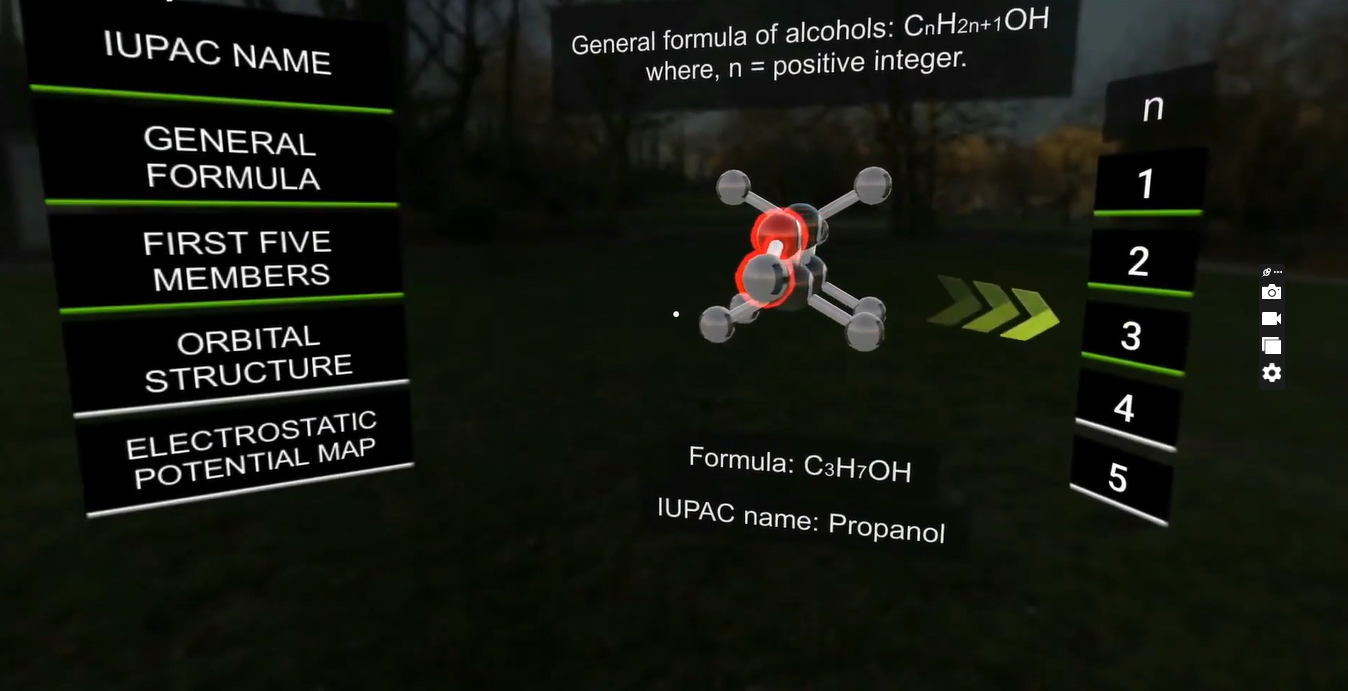 IUPAC NAME
GENERAL
FORMULA
FIRST FIVE
MEMBERS
ORBITAL
STRUCTURE
ELECTROSTATIC
POTENTIAL MAP
General formula of alcohols: CₙH₂ₙ₊₁OH
where, n = positive integer.
Formula: C₃H₇OH
IUPAC name: Propanol
n
1
2
3
4
5